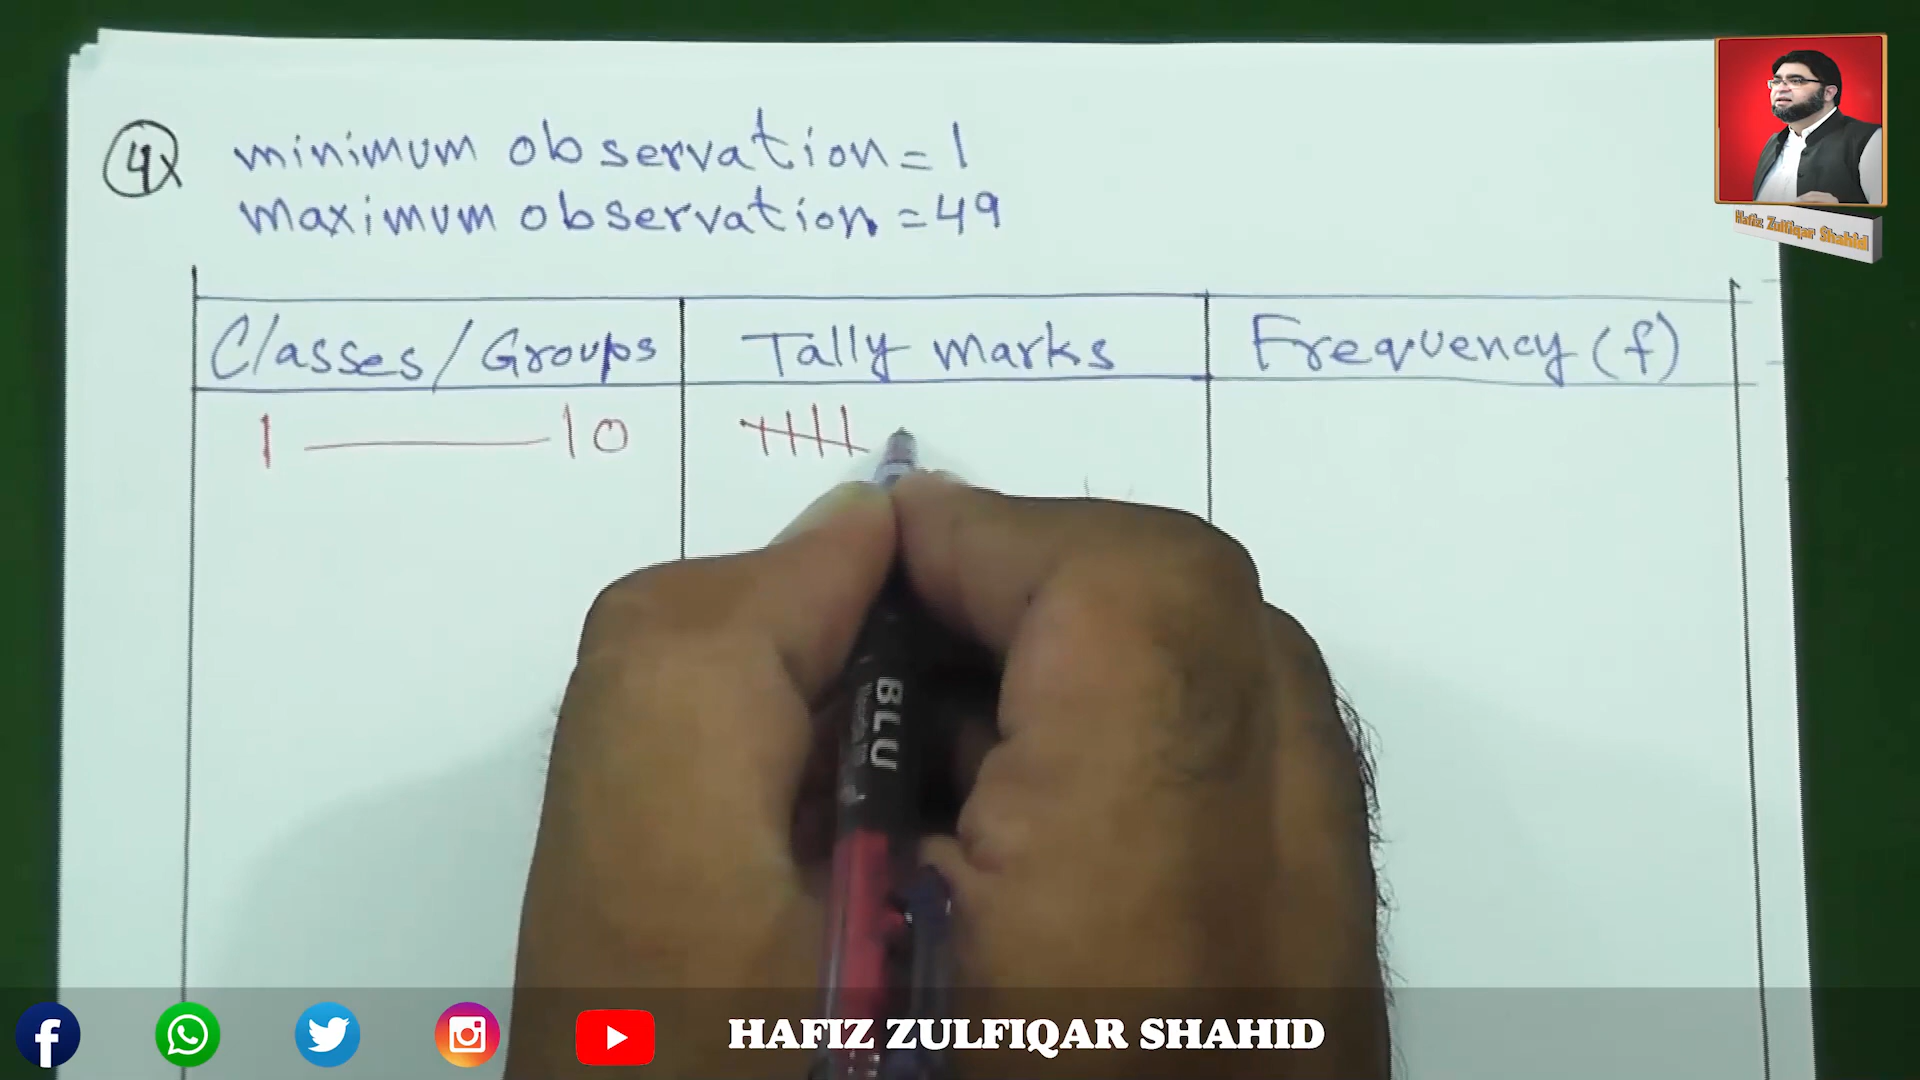 4
minimum observation = 1
maximum observation = 49
Hafiz Zulfiqar Shahid
Classes/Groups Tally marks Frequency (f)
1 — 10
BLU
HAFIZ ZULFIQAR SHAHID